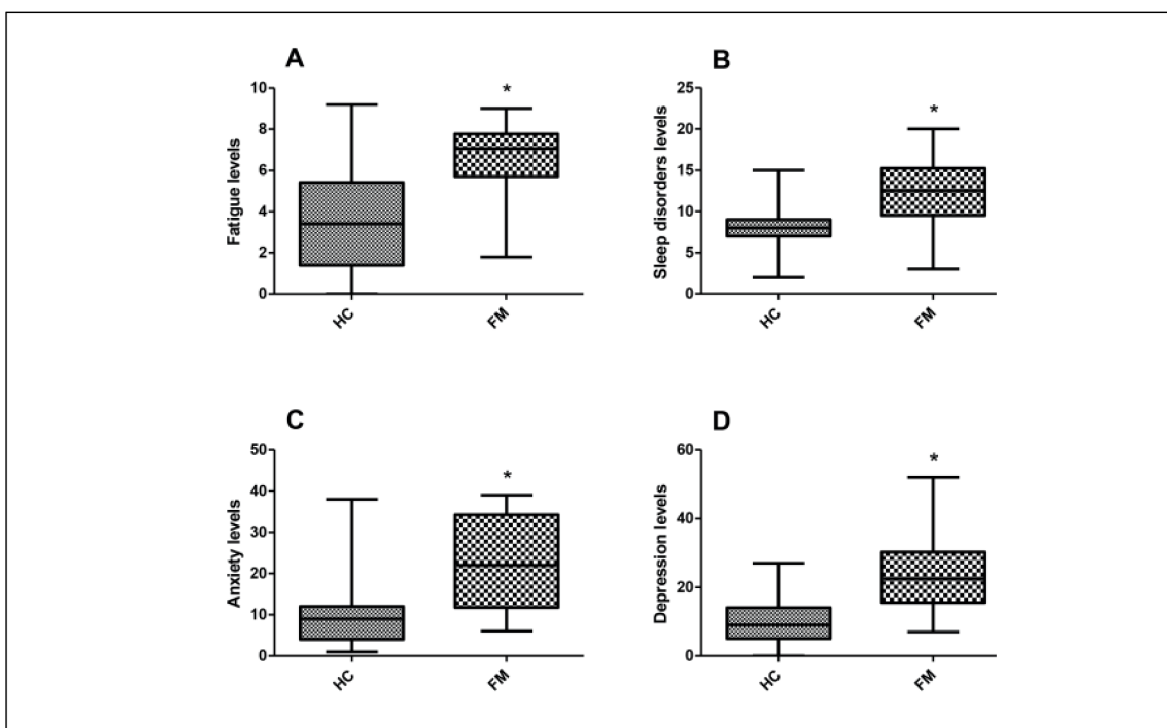 A
*
10
8
6
4
2
0
Fatigue levels
HC
FM
B
*
25
20
15
10
5
0
Sleep disorders levels
HC
FM
C
*
50
40
30
20
10
0
Anxiety levels
HC
FM
D
*
60
40
20
0
Depression levels
HC
FM